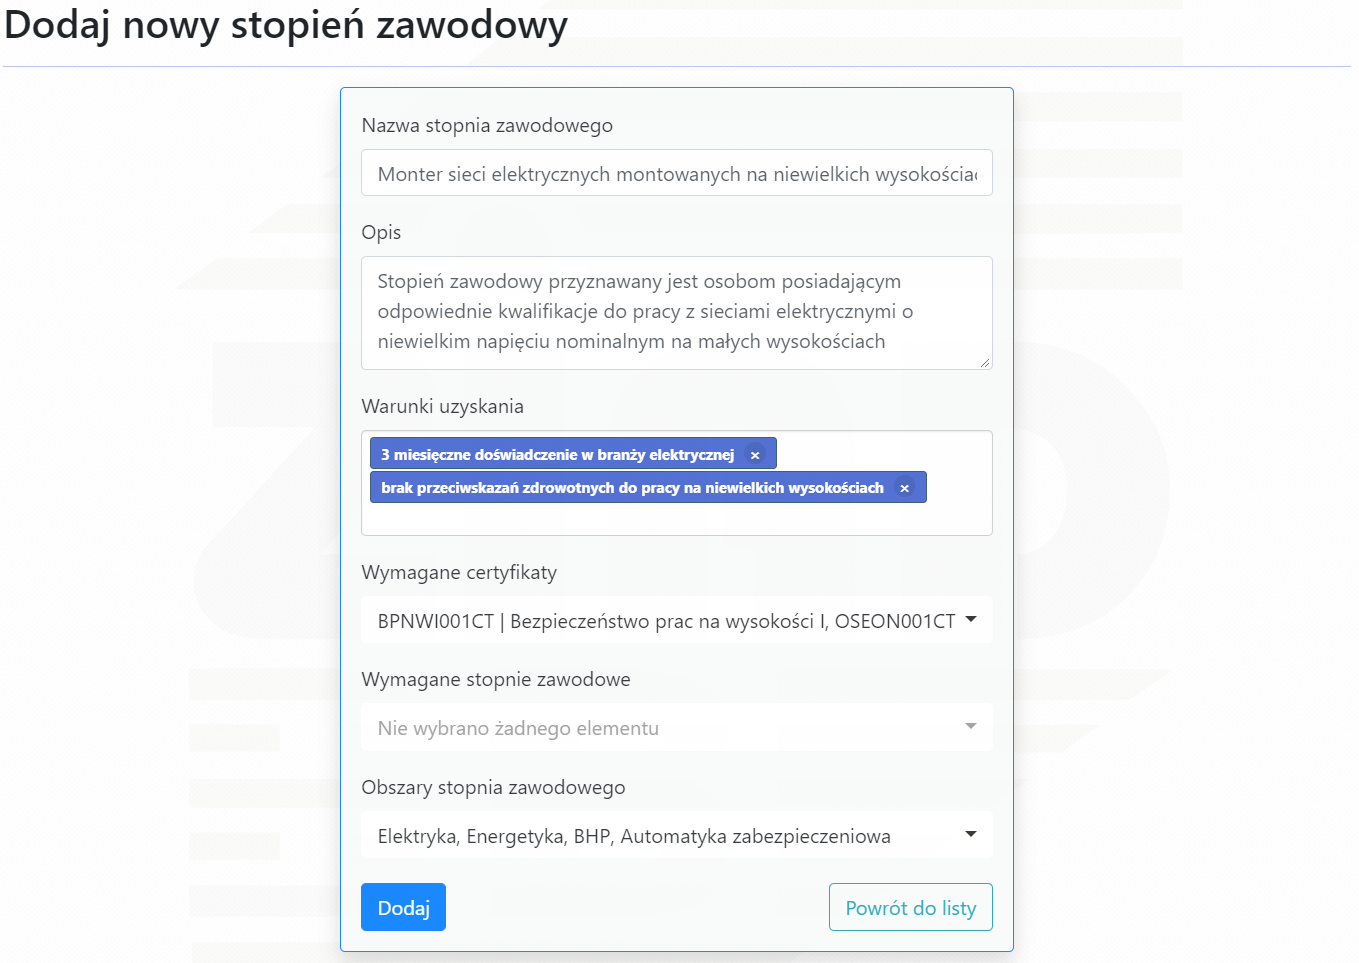 Dodaj nowy stopień zawodowy
Nazwa stopnia zawodowego
Monter sieci elektrycznych montowanych na niewielkich wysokościac
Opis
Stopień zawodowy przyznawany jest osobom posiadającym
odpowiednie kwalifikacje do pracy z sieciami elektrycznymi o
niewielkim napięciu nominalnym na małych wysokościach
Warunki uzyskania
3 miesięczne doświadczenie w branży elektrycznej ×
brak przeciwskazań zdrowotnych do pracy na niewielkich wysokościach ×
Wymagane certyfikaty
BPNWI001CT | Bezpieczeństwo prac na wysokości I, OSEON001CT
Wymagane stopnie zawodowe
Nie wybrano żadnego elementu
Obszary stopnia zawodowego
Elektryka, Energetyka, BHP, Automatyka zabezpieczeniowa
Dodaj
Powrót do listy